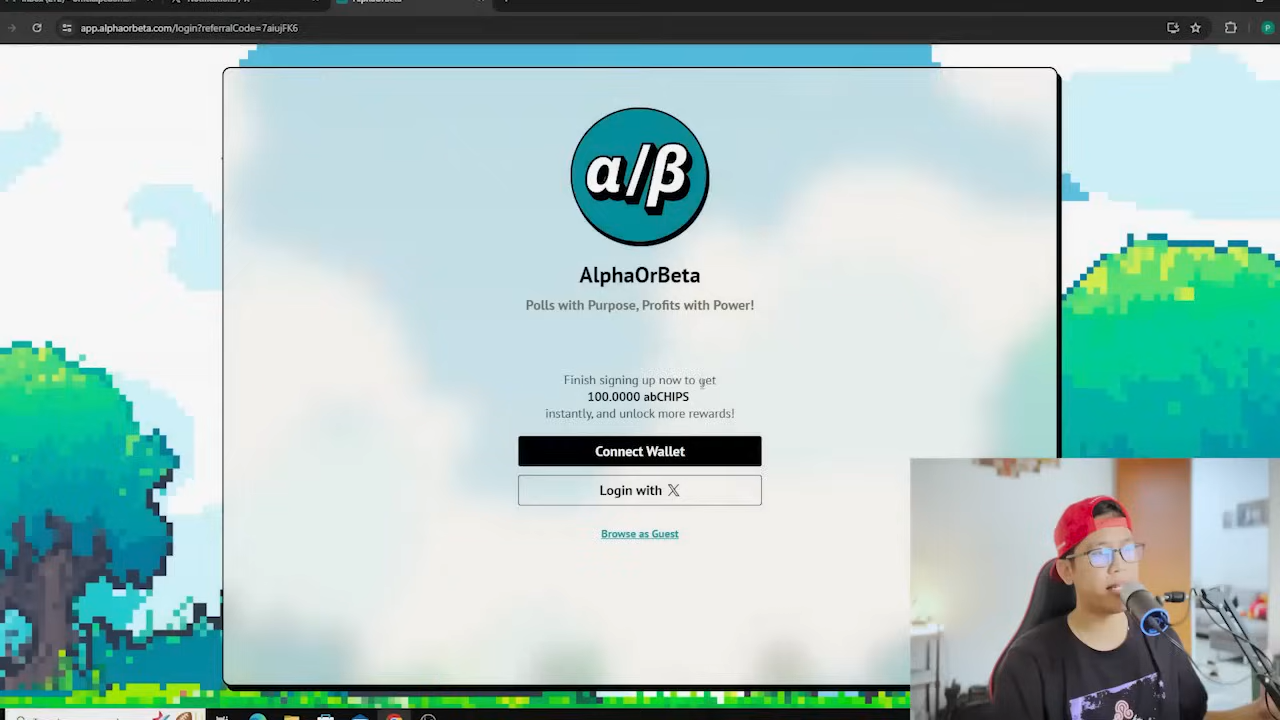 AlphaOrBeta
app.alphaorbeta.com/login?referralCode=7aiujFK6
P
α/β
AlphaOrBeta
Polls with Purpose, Profits with Power!
Finish signing up now to get
100.0000 abCHIPS
instantly, and unlock more rewards!
Connect Wallet
Login with X
Browse as Guest